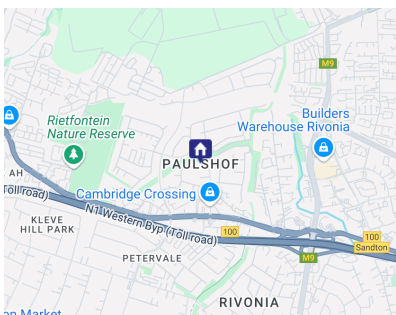 M9
Builders
Warehouse Rivonia
Rietfontein
Nature Reserve
PAULSHOF
AH
Toll road)
Cambridge Crossing
N1 Western Byp (Toll road)
KLEVE
HILL PARK
100
100
Sandton
PETERVALE
M9
RIVONIA
on Market